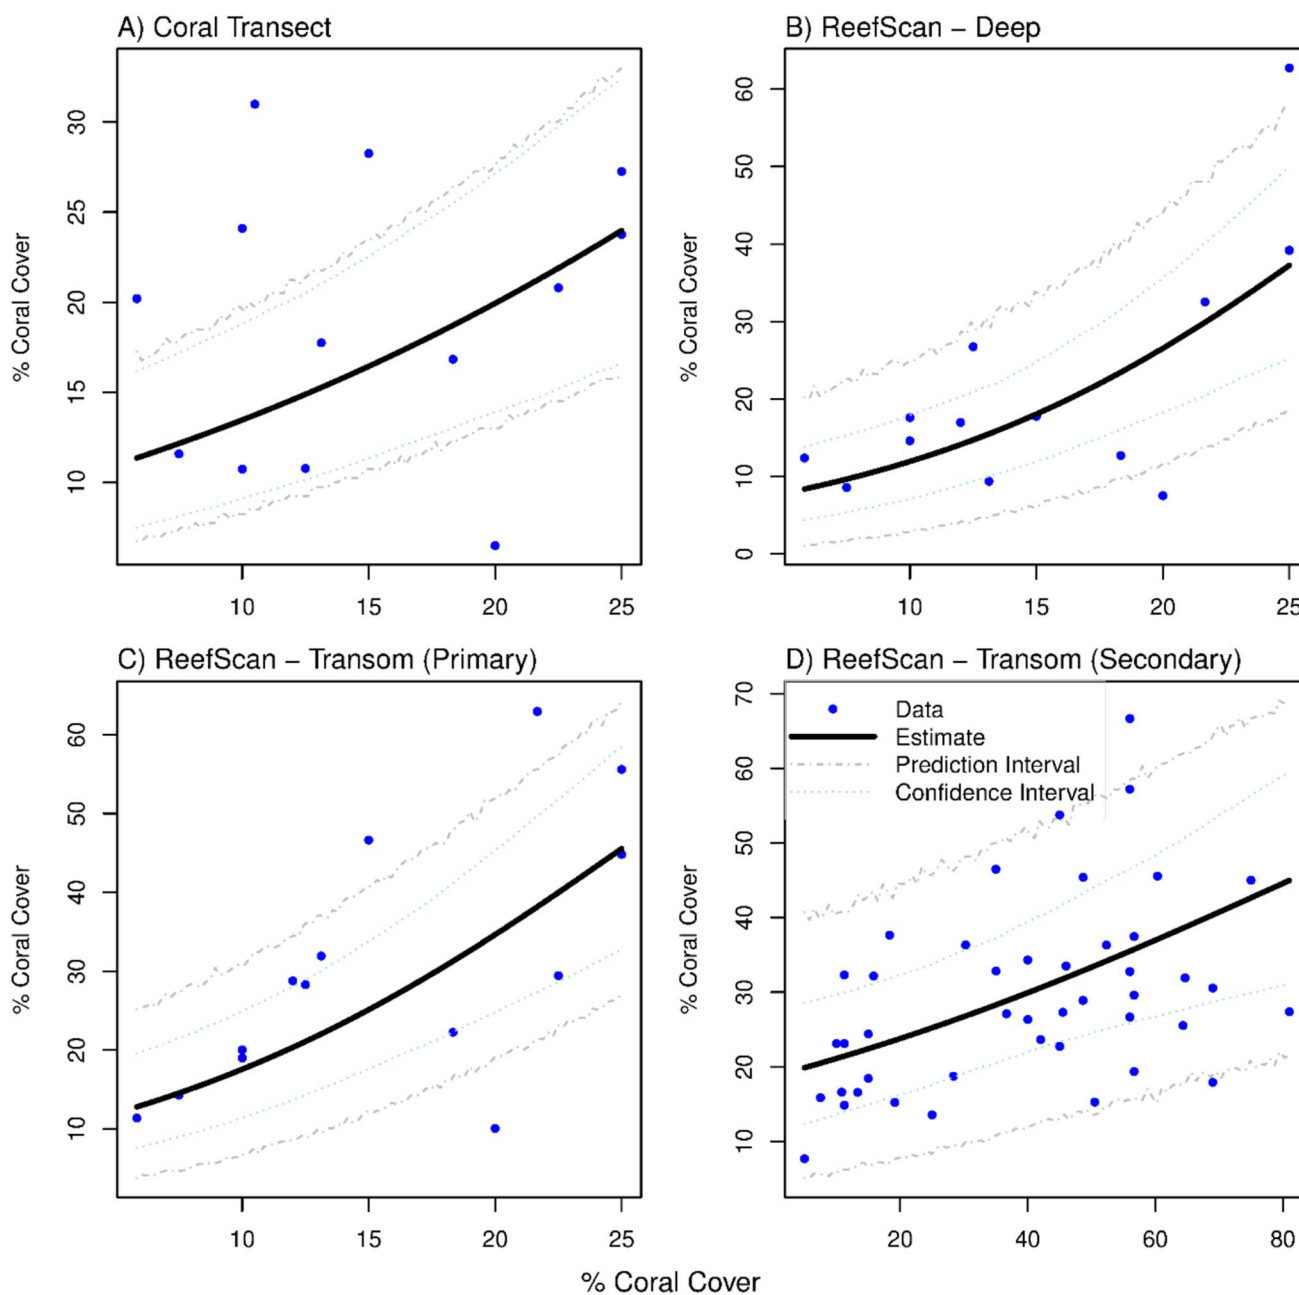 A) Coral Transect
% Coral Cover
30
25
20
15
10
10 15 20 25
B) ReefScan – Deep
% Coral Cover
60
50
40
30
20
10
0
10 15 20 25
C) ReefScan – Transom (Primary)
% Coral Cover
60
50
40
30
20
10
10 15 20 25
D) ReefScan – Transom (Secondary)
% Coral Cover
70
60
50
40
30
20
10
Data
Estimate
Prediction Interval
Confidence Interval
20 40 60 80
% Coral Cover